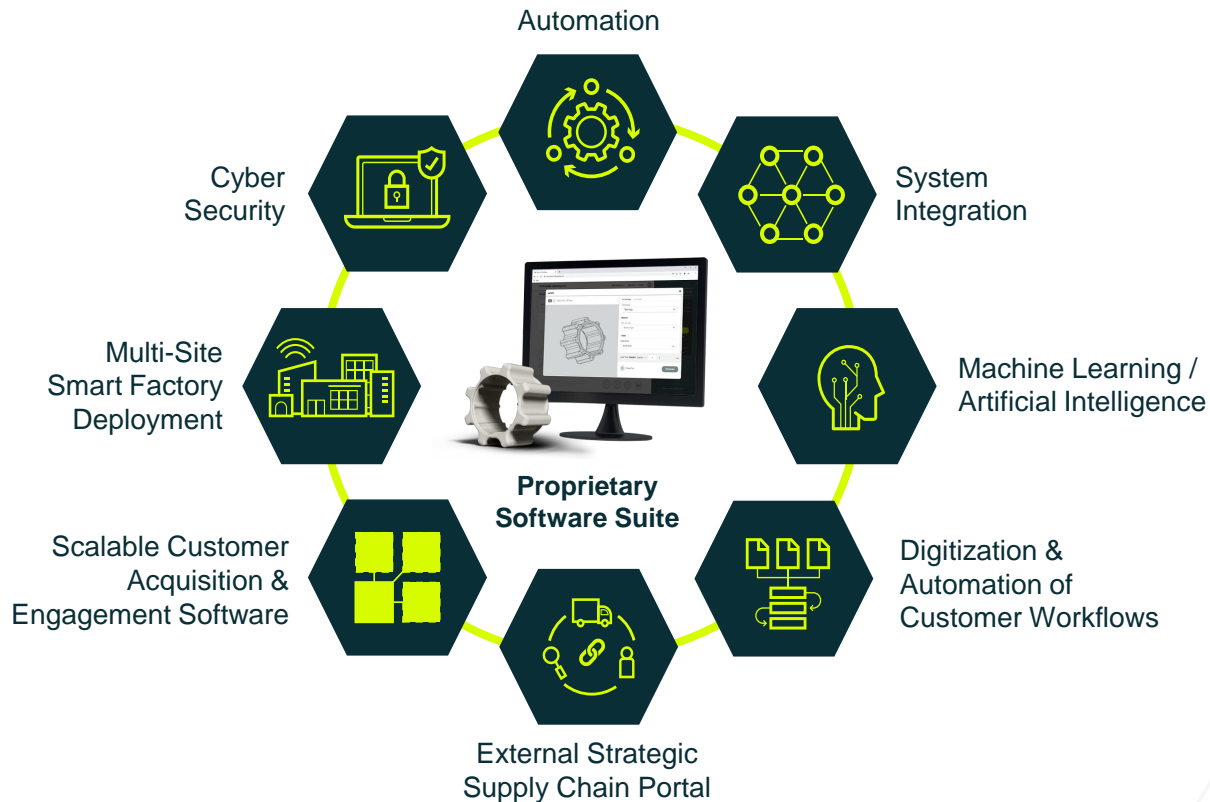 Automation
Cyber
Security
System
Integration
Multi-Site
Smart Factory
Deployment
Machine Learning /
Artificial Intelligence
Proprietary
Software Suite
Scalable Customer
Acquisition &
Engagement Software
Digitization &
Automation of
Customer Workflows
External Strategic
Supply Chain Portal